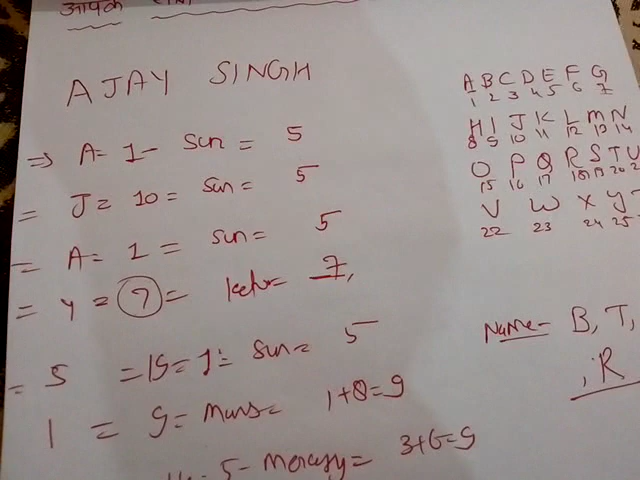 आपके
AJAY SINGH
⇒ A= 1 - Sun = 5
= J= 10 = Sun = 5
= A= 1 = Sun = 5
= Y = 7 = ketu= 7,
= S =19= 1= Sun = 5
I = 9= Mars= 1+8=9
5- Mercury= 3+6=9
A B C D E F G
1 2 3 4 5 6 7
H I J K L M N
8 9 10 11 12 13 14
O P Q R S T U
15 16 17 18 19 20 2
V W X Y
22 23 24 25
Name- B, T,
, R